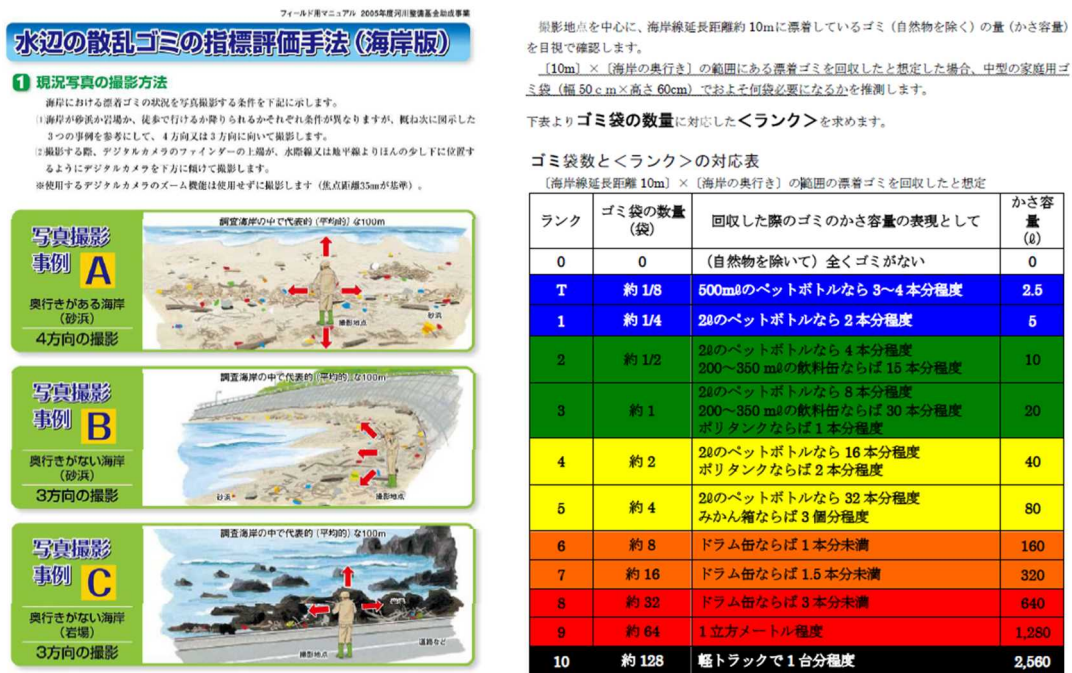 フィールド用マニュアル 2005年度河川整備基金助成事業
水辺の散乱ゴミの指標評価手法(海岸版)
1 現況写真の撮影方法
海岸における漂着ゴミの状況を写真撮影する条件を下記に示します。
⑴海岸が砂浜か岩場か、徒歩で行けるか降りられるかそれぞれ条件が異なりますが、概ね次に図示した
3つの事例を参考にして、4方向又は3方向に向いて撮影します。
⑵撮影する際、デジタルカメラのファインダーの上端が、水際線又は地平線よりほんの少し下に位置す
るようにデジタルカメラを下方に傾けて撮影します。
※使用するデジタルカメラのズーム機能は使用せずに撮影します(焦点距離35㎜が基準)。
写真撮影
事例 A
奥行きがある海岸
(砂浜)
4方向の撮影
調査海岸の中で代表的(平均的)な100m
砂浜
撮影地点
写真撮影
事例 B
奥行きがない海岸
(砂浜)
3方向の撮影
調査海岸の中で代表的(平均的)な100m
砂浜
撮影地点
写真撮影
事例 C
奥行きがない海岸
(岩場)
3方向の撮影
調査海岸の中で代表的(平均的)な100m
道路など
撮影地点
撮影地点を中心に、海岸線延長距離約10mに漂着しているゴミ(自然物を除く)の量(かさ容量)
を目視で確認します。
〔10m〕×〔海岸の奥行き〕の範囲にある漂着ゴミを回収したと想定した場合、中型の家庭用ゴ
ミ袋(幅50cm×高さ60cm)でおよそ何袋必要になるかを推測します。
下表よりゴミ袋の数量に対応した<ランク>を求めます。
ゴミ袋数と<ランク>の対応表
〔海岸線延長距離10m〕×〔海岸の奥行き〕の範囲の漂着ゴミを回収したと想定
ランク ゴミ袋の数量(袋) 回収した際のゴミのかさ容量の表現として かさ容量(ℓ)
0 0 (自然物を除いて)全くゴミがない 0
T 約1/8 500mℓのペットボトルなら3~4本分程度 2.5
1 約1/4 2ℓのペットボトルなら2本分程度 5
2 約1/2 2ℓのペットボトルなら4本分程度 10
200~350 mℓの飲料缶ならば15本分程度
3 約1 2ℓのペットボトルなら8本分程度 20
200~350 mℓの飲料缶ならば30本分程度
ポリタンクならば1本分程度
4 約2 2ℓのペットボトルなら16本分程度 40
ポリタンクならば2本分程度
5 約4 2ℓのペットボトルなら32本分程度 80
みかん箱ならば3個分程度
6 約8 ドラム缶ならば1本分未満 160
7 約16 ドラム缶ならば1.5本分未満 320
8 約32 ドラム缶ならば3本分未満 640
9 約64 1立方メートル程度 1,280
10 約128 軽トラックで1台分程度 2,560